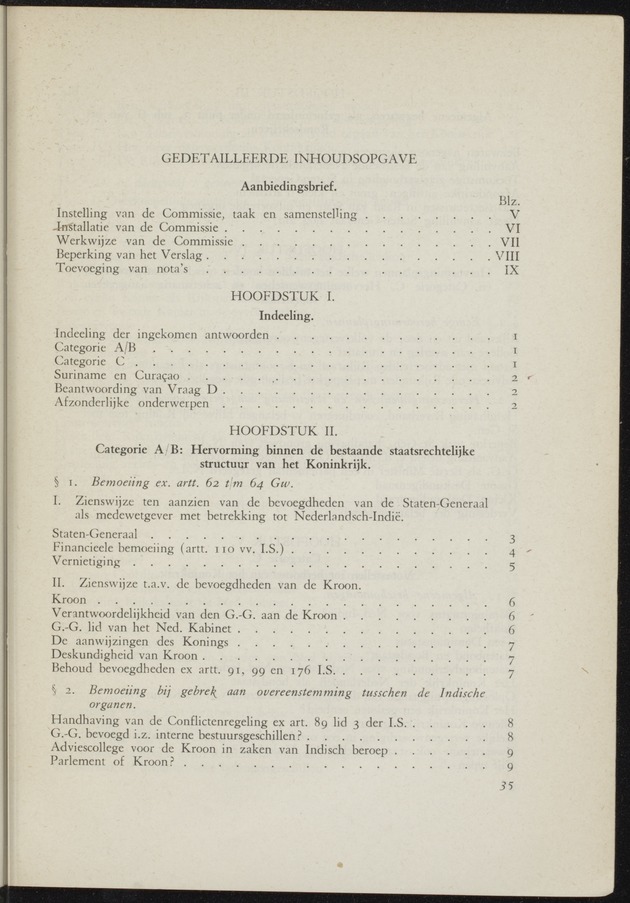 GEDETAILLEERDE INHOUDSOPGAVE
Aanbiedingsbrief.
Blz.
Instelling van de Commissie, taak en samenstelling . . . . . . . . V
Installatie van de Commissie . . . . . . . . . . . . . . . VI
Werkwijze van de Commissie . . . . . . . . . . . . . . VII
Beperking van het Verslag . . . . . . . . . . . . . . . . VIII
Toevoeging van nota's . . . . . . . . . . . . . . . . IX
HOOFDSTUK I.
Indeeling.
Indeeling der ingekomen antwoorden . . . . . . . . . . . . 1
Categorie A/B . . . . . . . . . . . . . . . . . . . 1
Categorie C . . . . . . . . . . . . . . . . . . . . 1
Suriname en Curaçao . . . . . . . . . . . . . . . . 2
Beantwoording van Vraag D . . . . . . . . . . . . . . . 2
Afzonderlijke onderwerpen . . . . . . . . . . . . . . . 2
HOOFDSTUK II.
Categorie A/B: Hervorming binnen de bestaande staatsrechtelijke
structuur van het Koninkrijk.
§ 1. Bemoeiing ex. artt. 62 t/m 64 Gw.
I. Zienswijze ten aanzien van de bevoegdheden van de Staten-Generaal
als medewetgever met betrekking tot Nederlandsch-Indië.
Staten-Generaal . . . . . . . . . . . . . . . . . . 3
Financieele bemoeiing (artt. 110 vv. I.S.) . . . . . . . . . . . 4
Vernietiging . . . . . . . . . . . . . . . . . . . . 5
II. Zienswijze t.a.v. de bevoegdheden van de Kroon.
Kroon . . . . . . . . . . . . . . . . . . . . . . 6
Verantwoordelijkheid van den G.-G. aan de Kroon . . . . . . . . 6
G.-G. lid van het Ned. Kabinet . . . . . . . . . . . . . . 6
De aanwijzingen des Konings . . . . . . . . . . . . . . 7
Deskundigheid van Kroon . . . . . . . . . . . . . . . . 7
Behoud bevoegdheden ex artt. 91, 99 en 176 I.S. . . . . . . . . 7
§ 2. Bemoeiing bij gebrek aan overeenstemming tusschen de Indische
organen.
Handhaving van de Conflictenregeling ex art. 89 lid 3 der I.S. . . . . . 8
G.-G. bevoegd i.z. interne bestuursgeschillen? . . . . . . . . . . 8
Adviescollege voor de Kroon in zaken van Indisch beroep . . . . . . 9
Parlement of Kroon? . . . . . . . . . . . . . . . . . 9
35